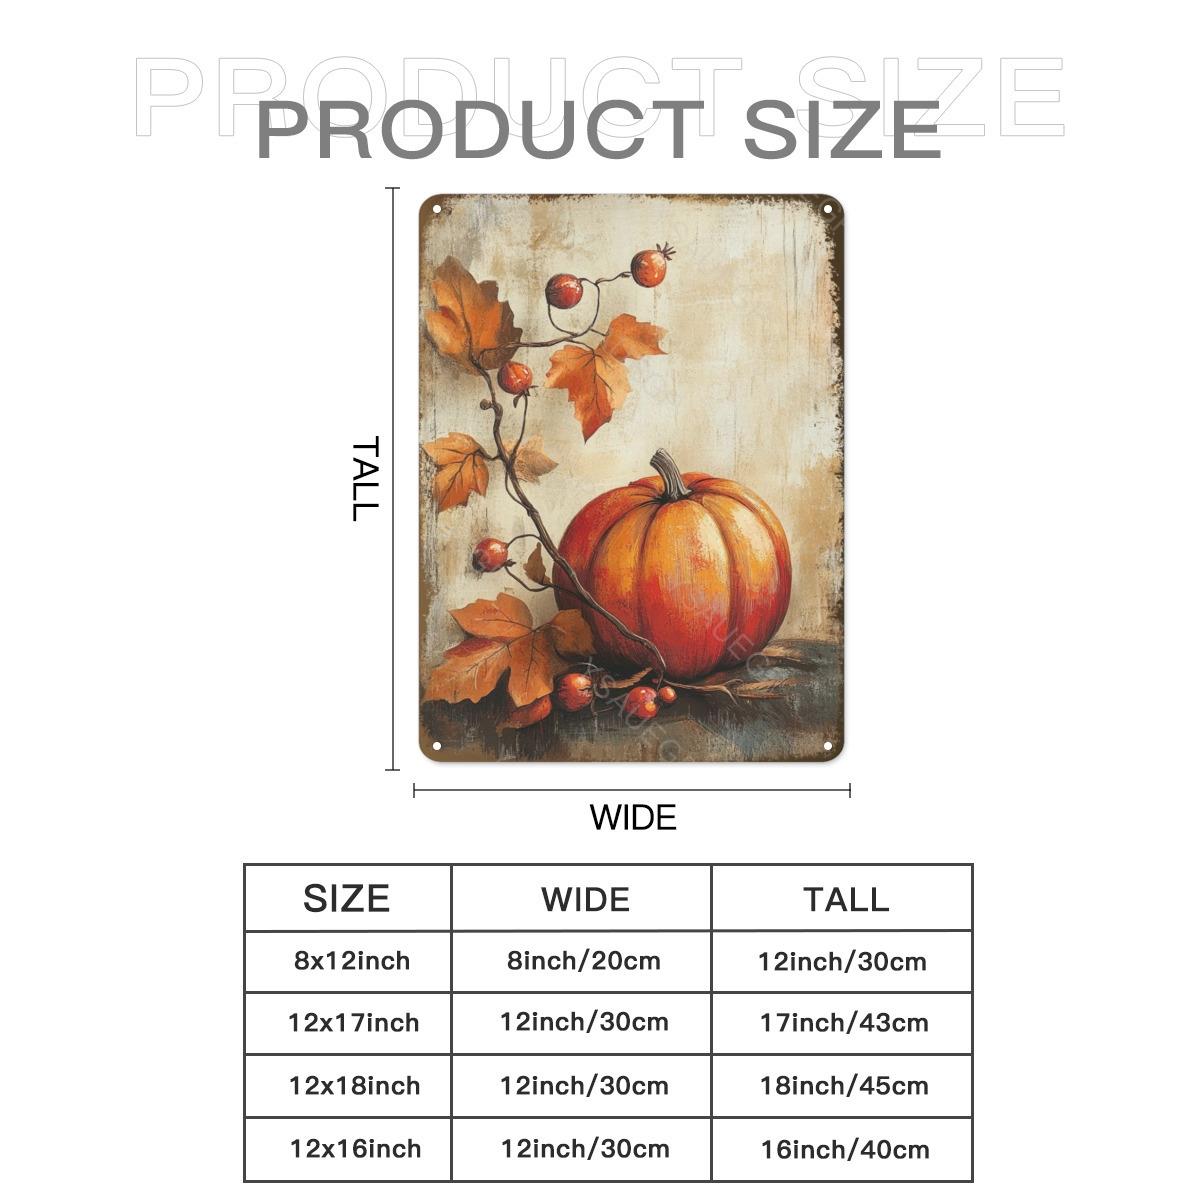 PRODUCT SIZE
PRODUCT SIZE
TALL
XSAUEG
WIDE
SIZE WIDE TALL
8x12inch 8inch/20cm 12inch/30cm
12x17inch 12inch/30cm 17inch/43cm
12x18inch 12inch/30cm 18inch/45cm
12x16inch 12inch/30cm 16inch/40cm